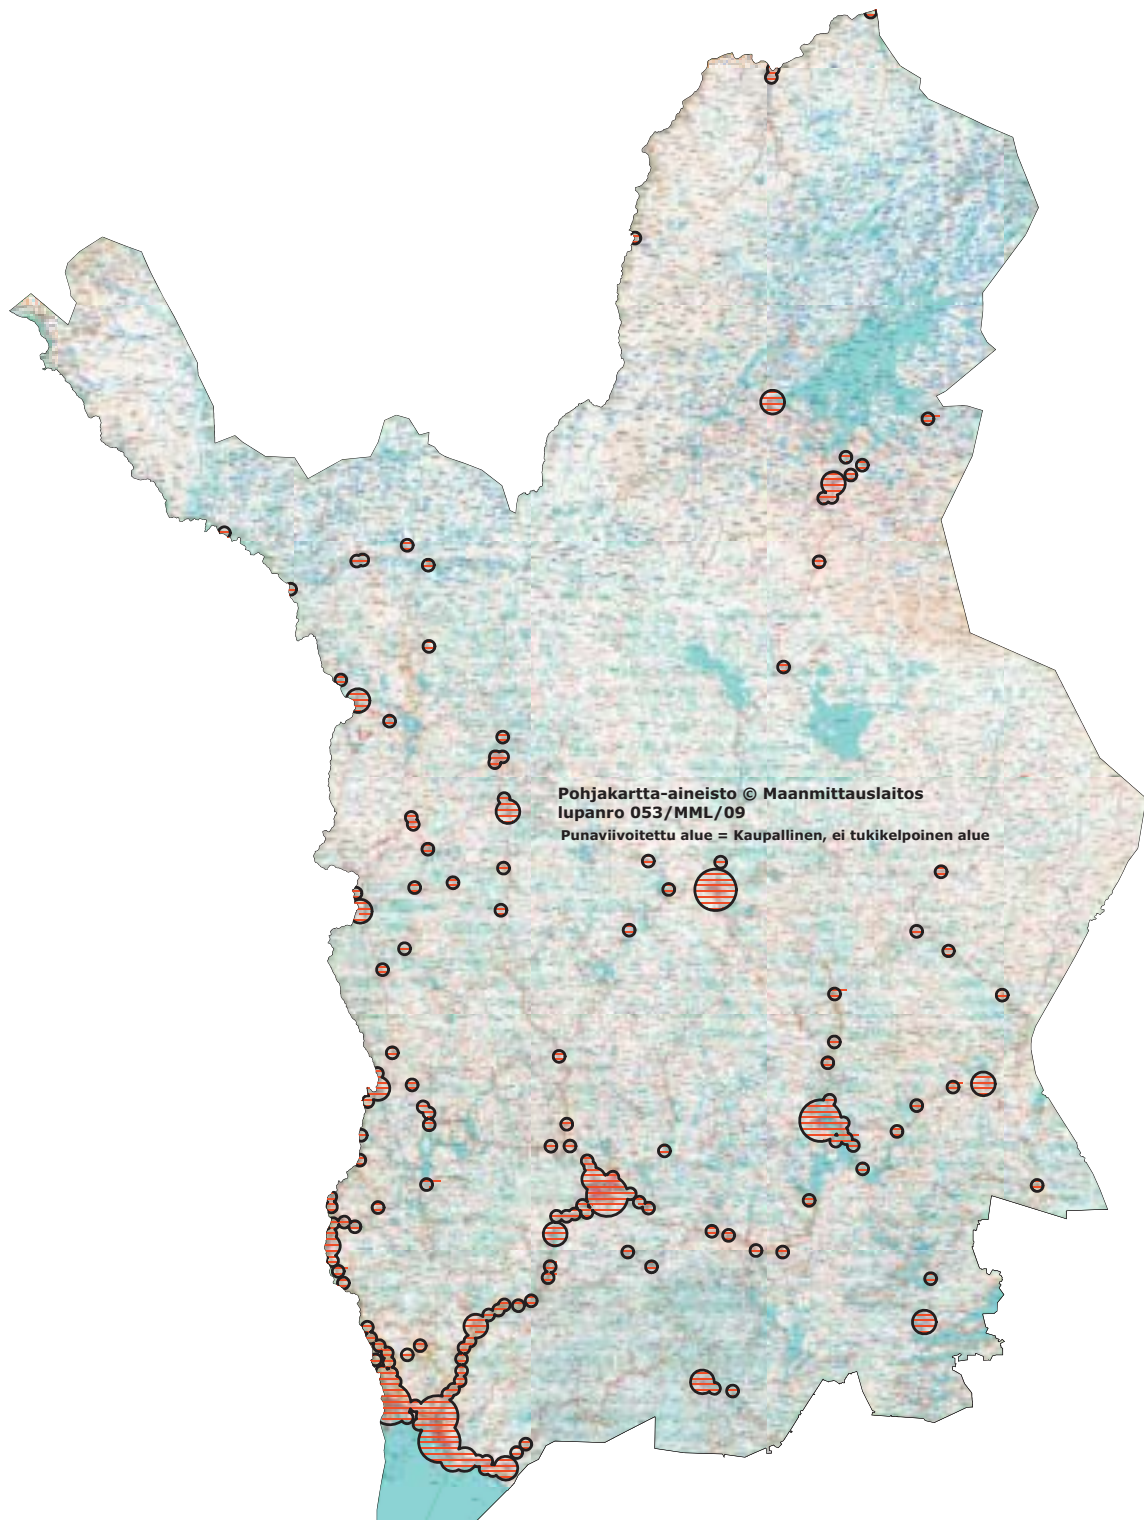 Pohjakartta-aineisto © Maanmittauslaitos
lupanro 053/MML/09
Punaviivoitettu alue = Kaupallinen, ei tukikelpoinen alue